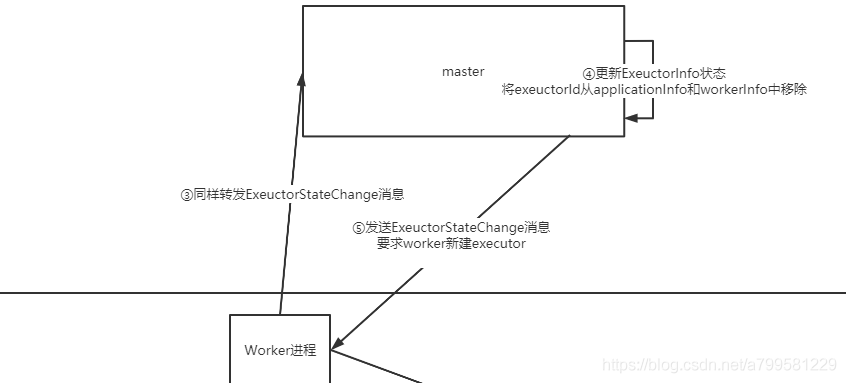 master
④更新ExeuctorInfo状态
将exeuctorId从applicationInfo和workerInfo中移除
③同样转发ExeuctorStateChange消息
⑤发送ExeuctorStateChange消息
要求worker新建executor
Worker进程
https://blog.csdn.net/a799581229